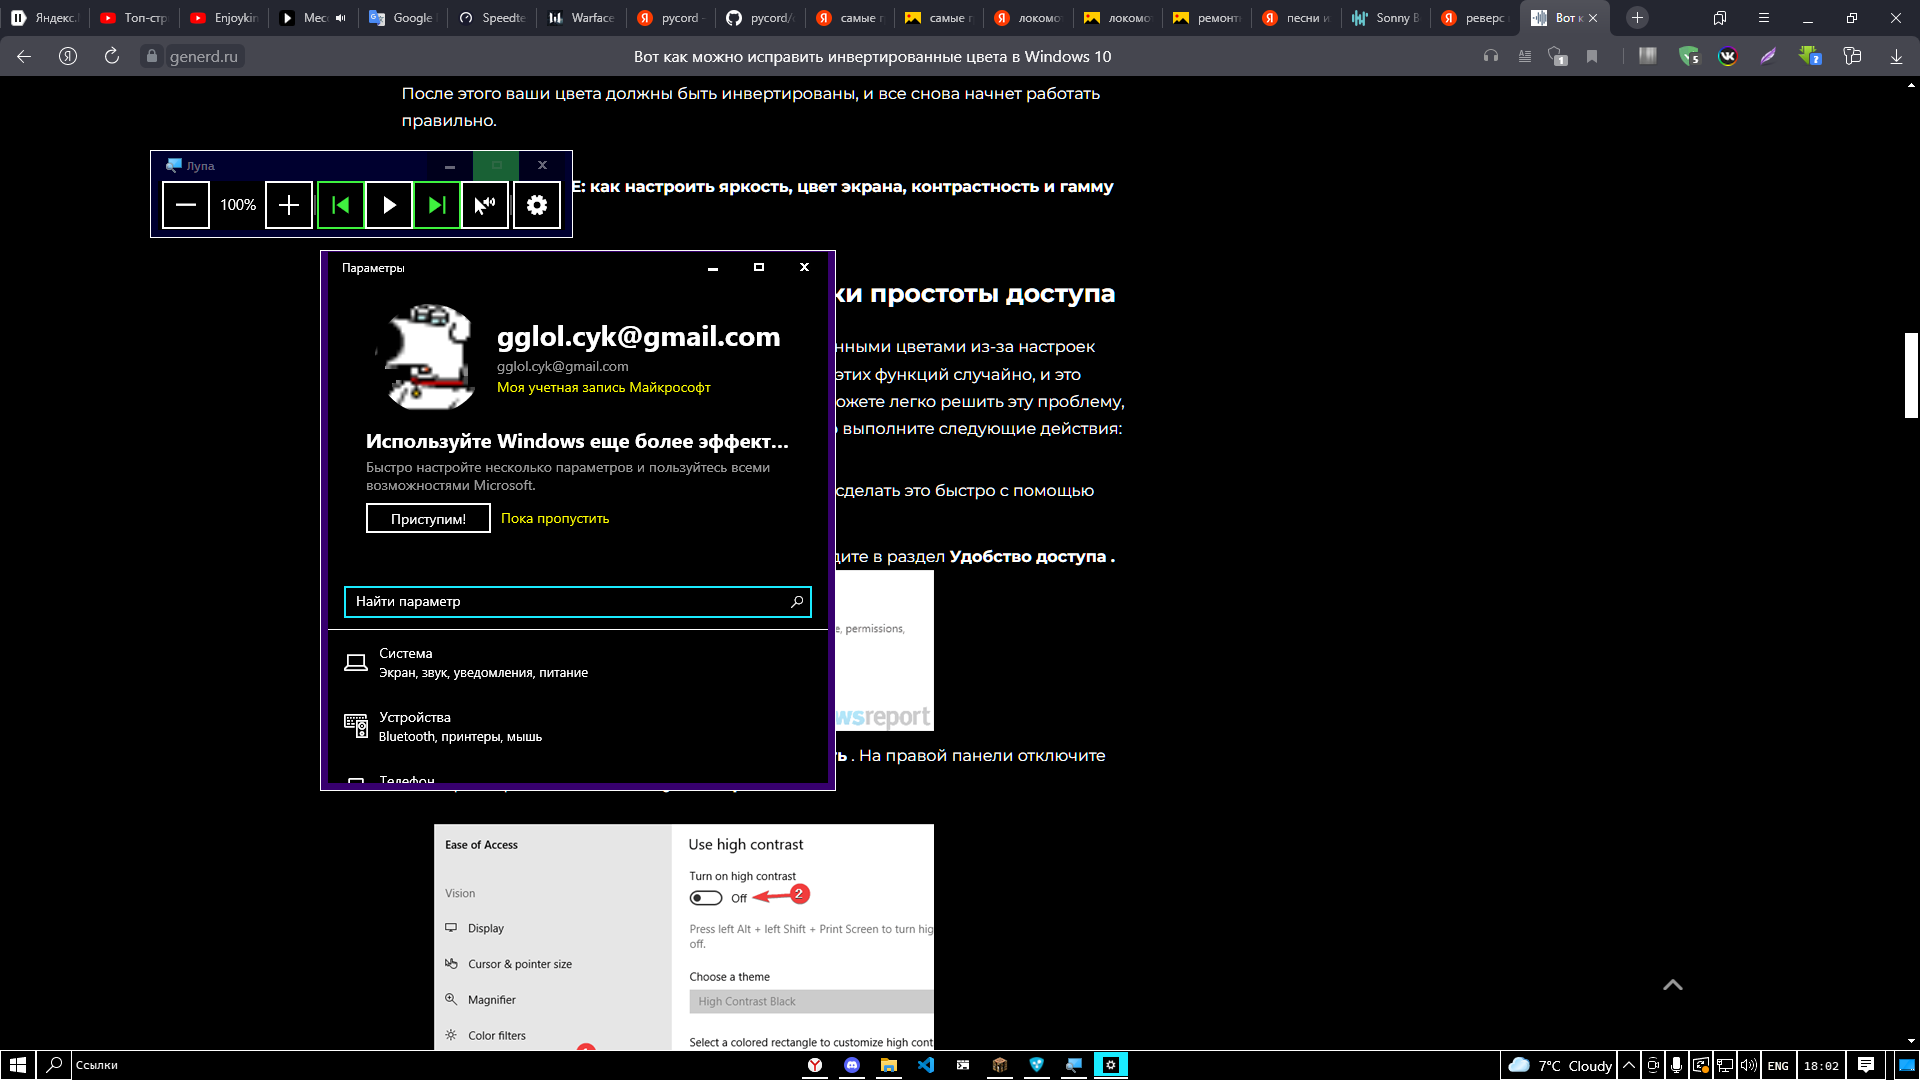 Яндекс.
Топ-стр
Enjoykin
Месс
Google
Speedte
Warface
pycord -
pycord/
самые г
самые
локомо
локомо
ремонт
песни и
Sonny B
реверс
Вот к
generd.ru
Вот как можно исправить инвертированные цвета в Windows 10
1
5
?
После этого ваши цвета должны быть инвертированы, и все снова начнет работать
правильно.
Лупа
100%
Е: как настроить яркость, цвет экрана, контрастность и гамму
Параметры
ки простоты доступа
gglol.cyk@gmail.com
gglol.cyk@gmail.com
Моя учетная запись Майкрософт
нными цветами из-за настроек
этих функций случайно, и это
ожете легко решить эту проблему,
выполните следующие действия:
Используйте Windows еще более эффект...
Быстро настройте несколько параметров и пользуйтесь всеми
возможностями Microsoft.
сделать это быстро с помощью
Приступим!
Пока пропустить
дите в раздел Удобство доступа .
Найти параметр
e, permissions,
Система
Экран, звук, уведомления, питание
Устройства
Bluetooth, принтеры, мышь
wsreport
ть . На правой панели отключите
Телефон
Ease of Access
Use high contrast
Turn on high contrast
Off
2
Vision
Display
Press left Alt + left Shift + Print Screen to turn hig
off.
Cursor & pointer size
Choose a theme
Magnifier
High Contrast Black
Color filters
Select a colored rectangle to customize high cont
Ссылки
7°C Cloudy
ENG
18:02